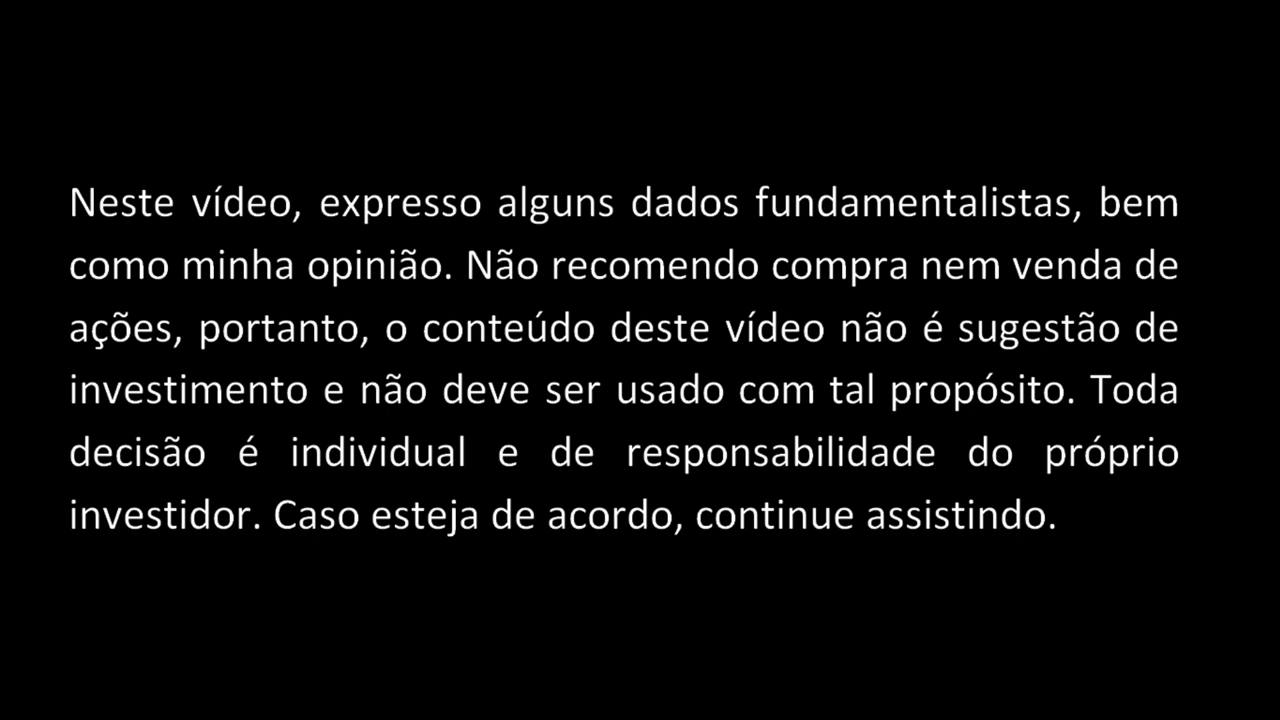 Neste vídeo, expresso alguns dados fundamentalistas, bem
como minha opinião. Não recomendo compra nem venda de
ações, portanto, o conteúdo deste vídeo não é sugestão de
investimento e não deve ser usado com tal propósito. Toda
decisão é individual e de responsabilidade do próprio
investidor. Caso esteja de acordo, continue assistindo.